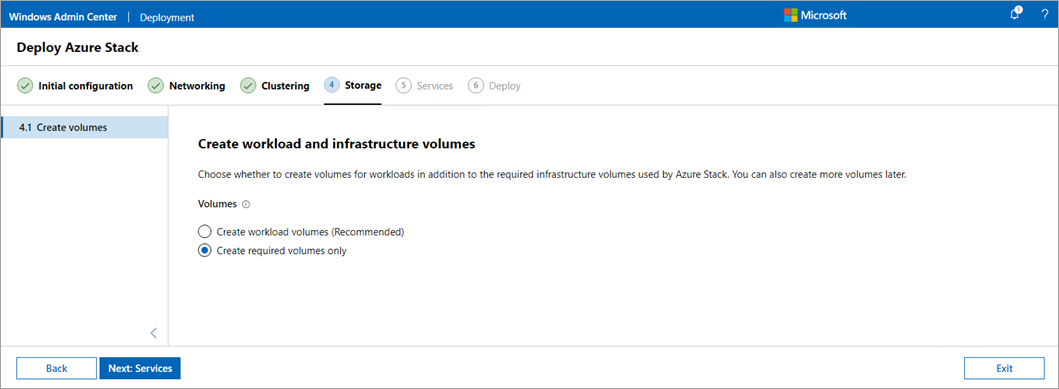 Windows Admin Center | Deployment
Microsoft
1
?
Deploy Azure Stack
Initial configuration
Networking
Clustering
4 Storage
5 Services
6 Deploy
4.1 Create volumes
Create workload and infrastructure volumes
Choose whether to create volumes for workloads in addition to the required infrastructure volumes used by Azure Stack. You can also create more volumes later.
Volumes
Create workload volumes (Recommended)
Create required volumes only
Back
Next: Services
Exit